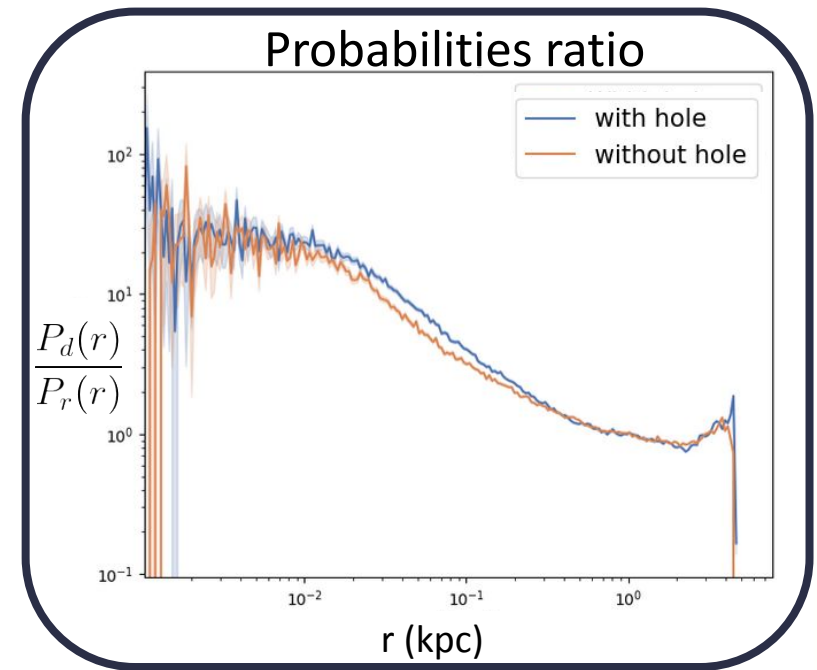 Probabilities ratio
with hole
without hole
10²
10¹
10⁰
10⁻¹
P_d(r)
P_r(r)
10⁻² 10⁻¹ 10⁰
r (kpc)